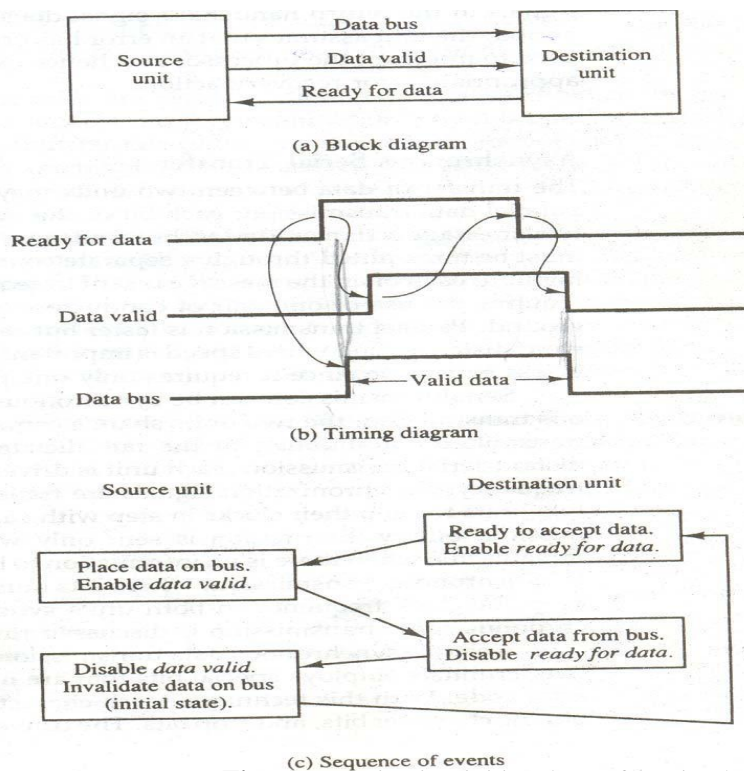 Source
unit
Data bus
Data valid
Ready for data
Destination
unit
(a) Block diagram
Ready for data
Data valid
Data bus
Valid data
(b) Timing diagram
Source unit
Destination unit
Ready to accept data.
Enable ready for data.
Place data on bus.
Enable data valid.
Accept data from bus.
Disable ready for data.
Disable data valid.
Invalidate data on bus
(initial state).
(c) Sequence of events